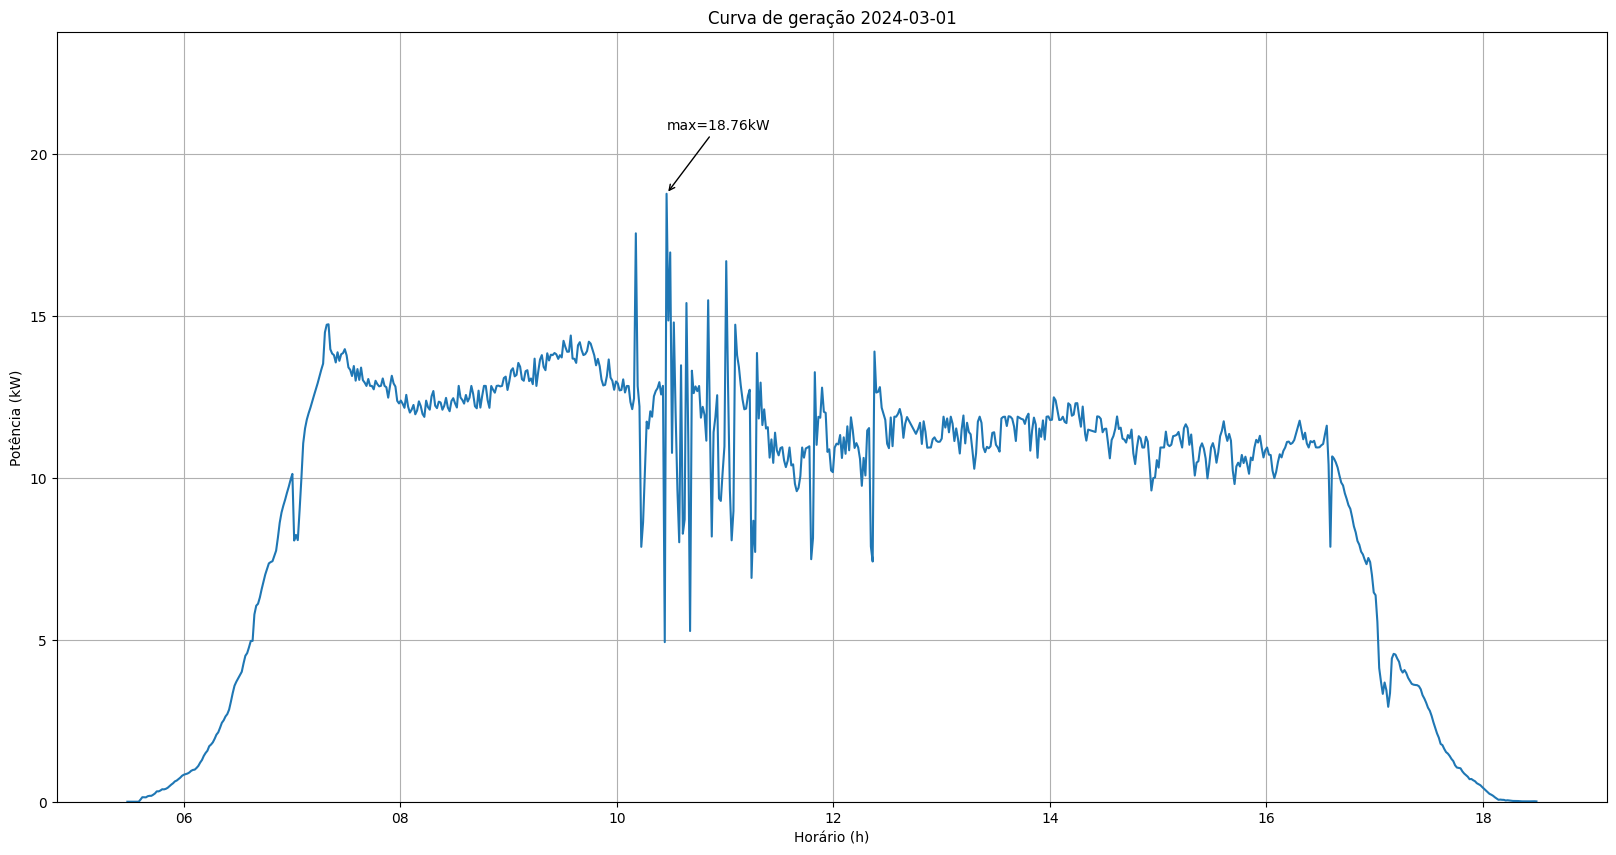 Curva de geração 2024-03-01
max=18.76kW
Potência (kW)
20
15
10
5
0
06 08 10 12 14 16 18
Horário (h)